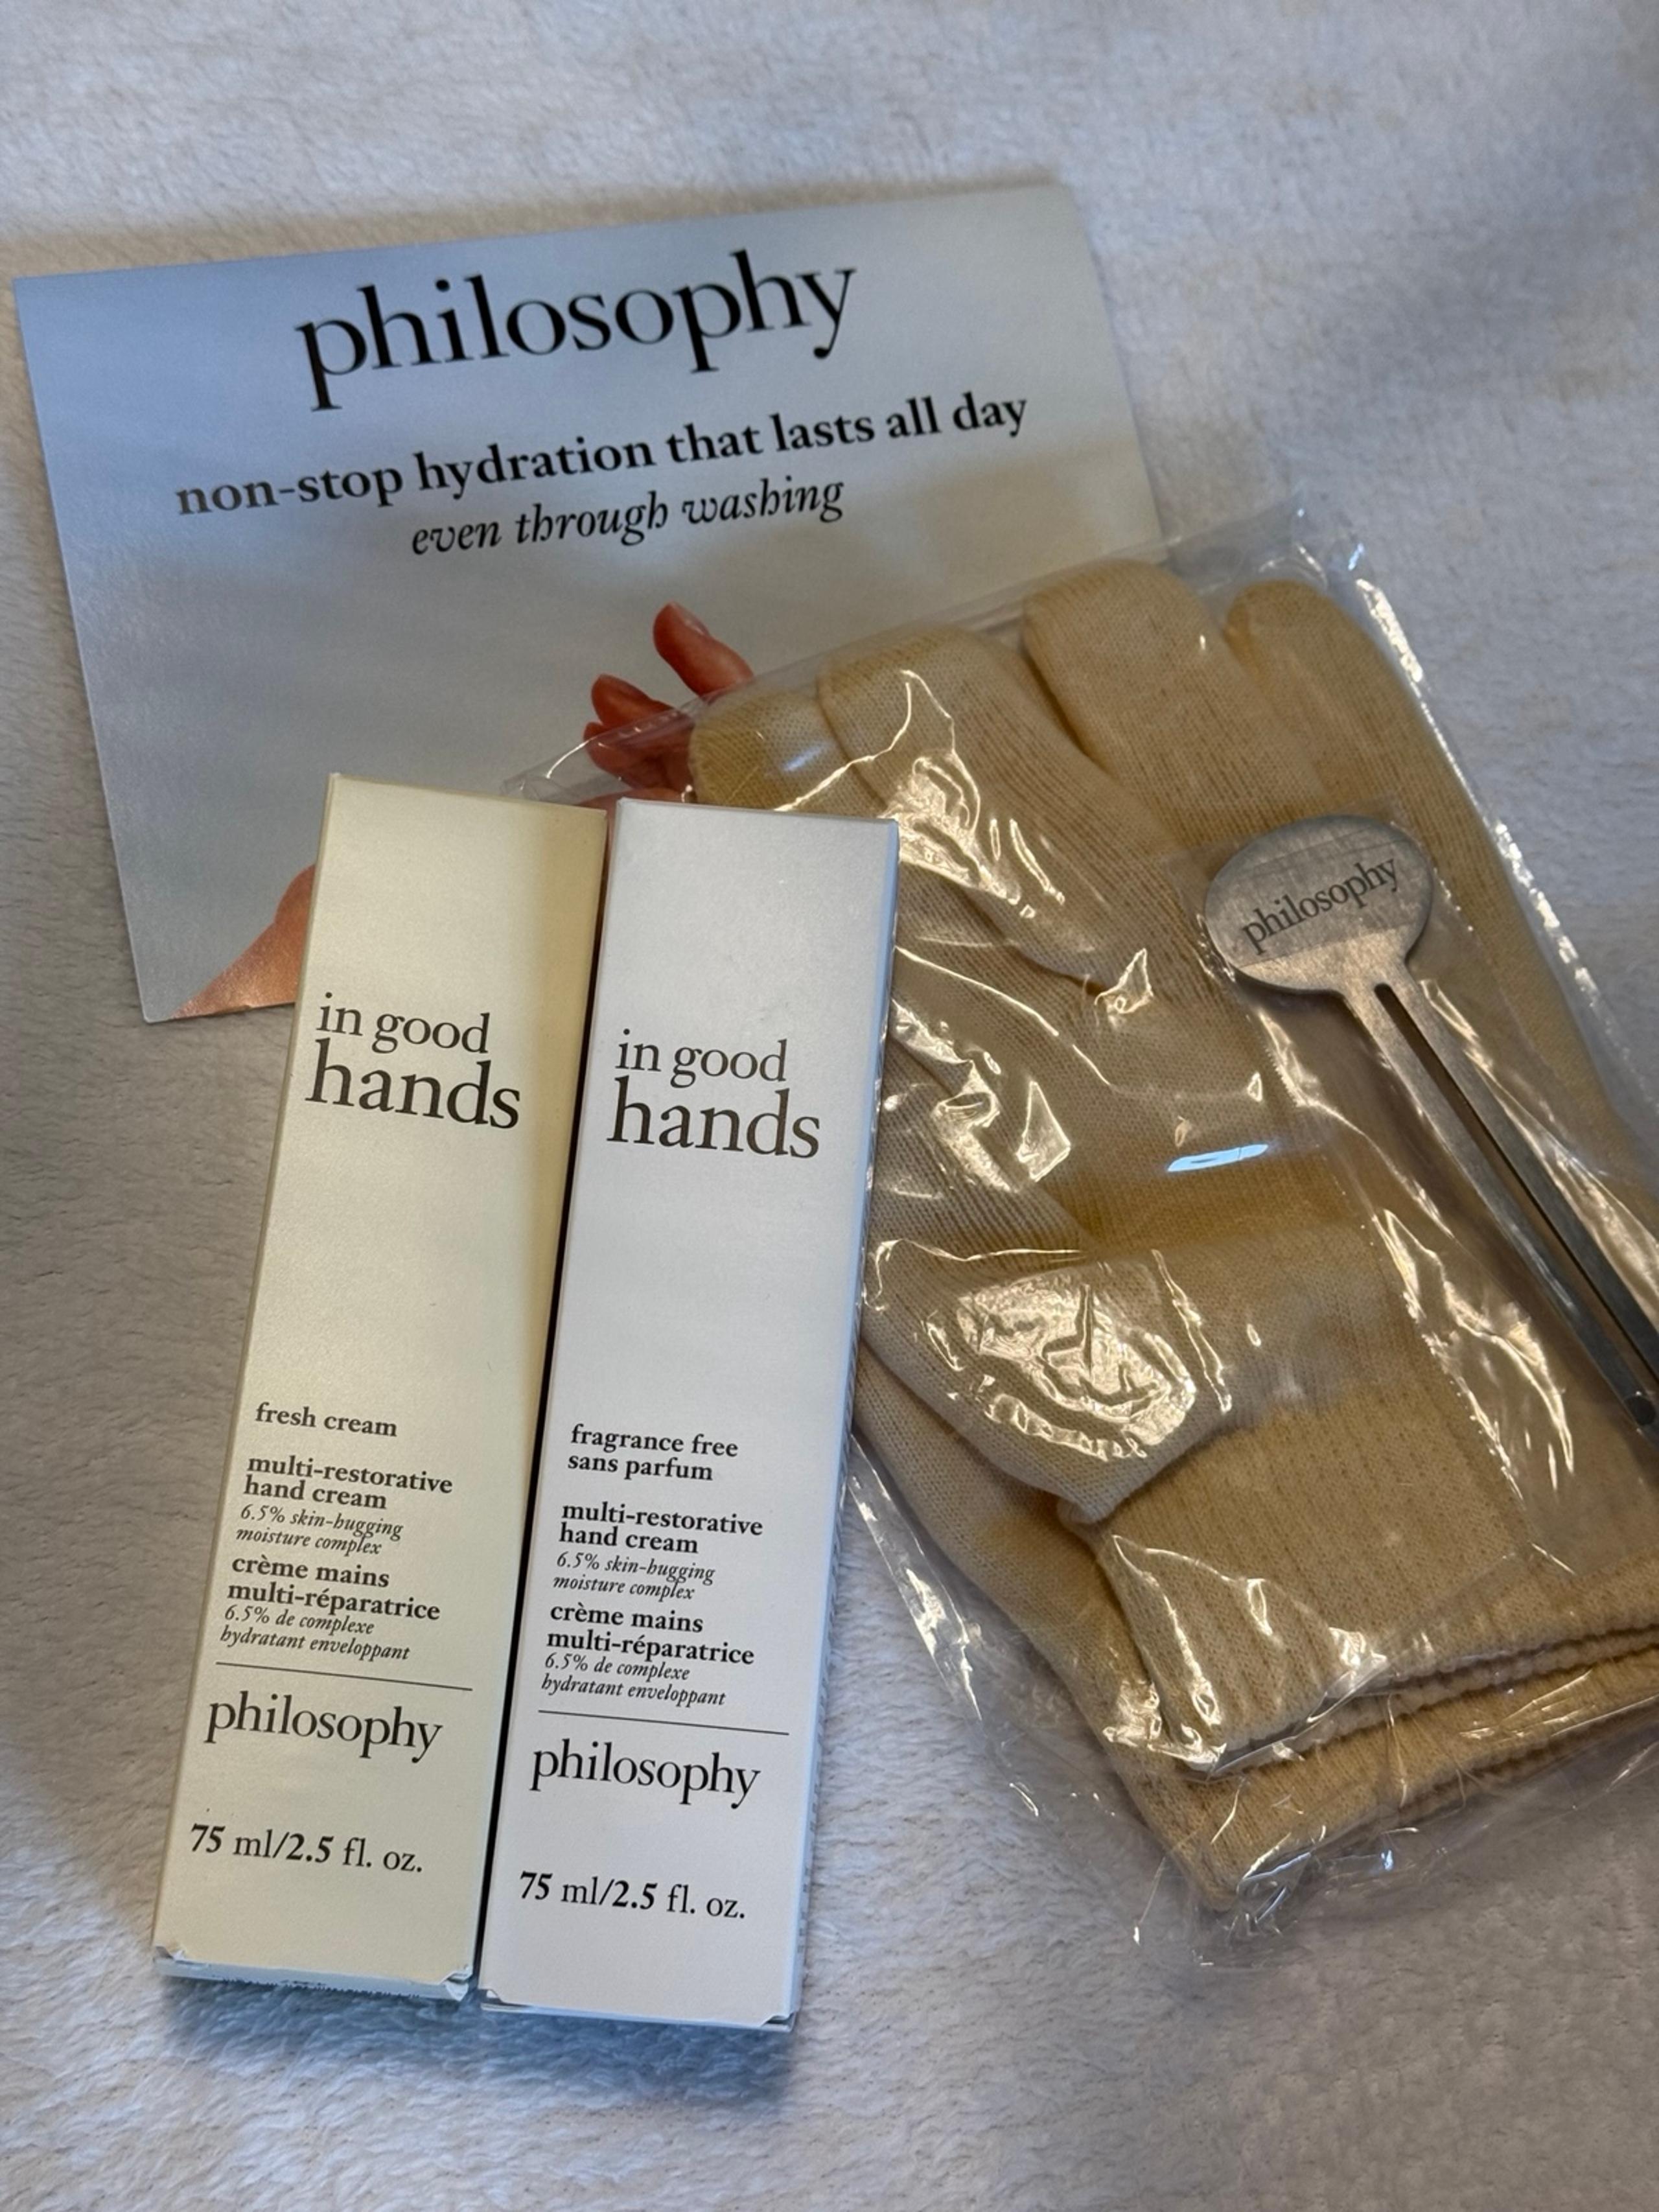 philosophy
non-stop hydration that lasts all day
even through washing
philosophy
in good
hands
fresh cream
multi-restorative
hand cream
6.5% skin-hugging
moisture complex
crème mains
multi-réparatrice
6.5% de complexe
hydratant enveloppant
philosophy
75 ml/2.5 fl. oz.
in good
hands
fragrance free
sans parfum
multi-restorative
hand cream
6.5% skin-hugging
moisture complex
crème mains
multi-réparatrice
6.5% de complexe
hydratant enveloppant
philosophy
75 ml/2.5 fl. oz.